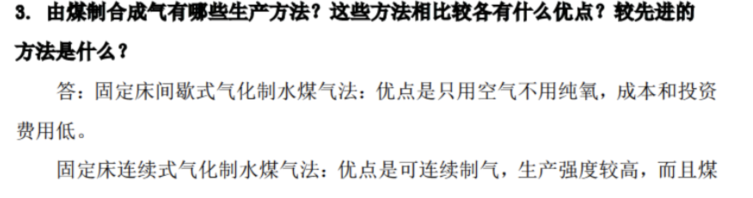 3. 由煤制合成气有哪些生产方法？这些方法相比较各有什么优点？较先进的
方法是什么？
答：固定床间歇式气化制水煤气法：优点是只用空气不用纯氧，成本和投资
费用低。
固定床连续式气化制水煤气法：优点是可连续制气，生产强度较高，而且煤